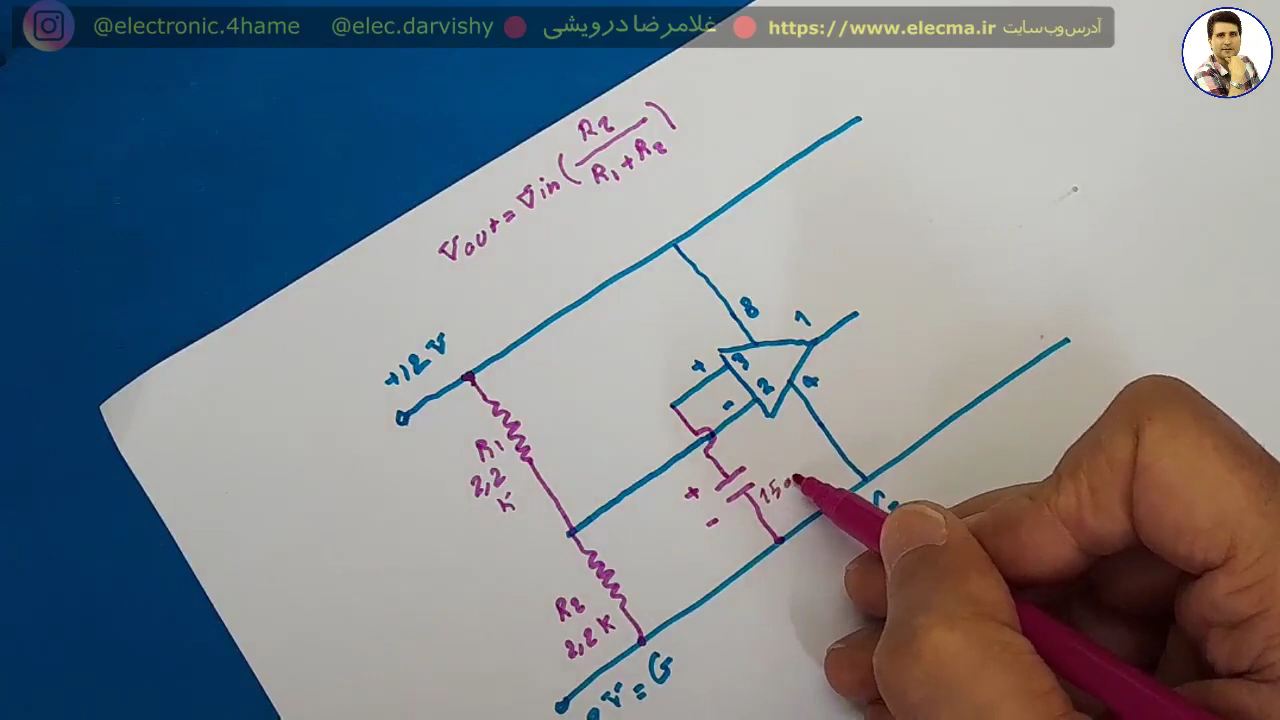 @electronic.4hame @elec.darvishy غلامرضا درویشی https://www.elecma.ir آدرس وب سایت
Vout = Vin (R2 / R1 + R2)
+12V
8
1
+ 3
- 2
4
R1
2,2
K
+
-
150
R2
2,2K
0V = G